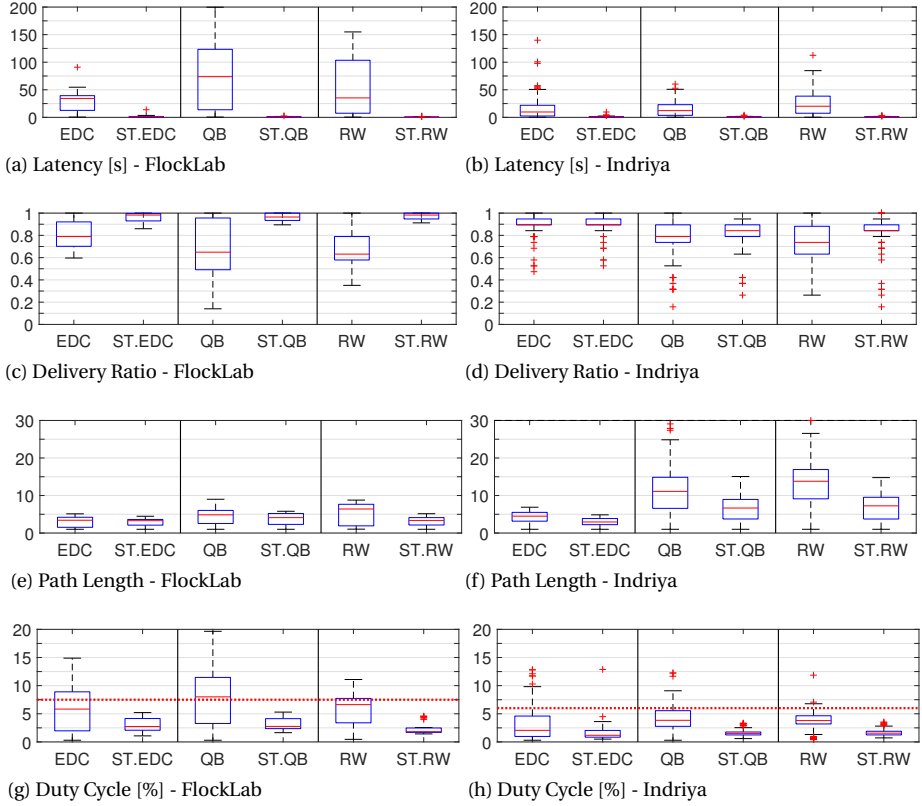 200
150
100
50
0
EDC ST.EDC QB ST.QB RW ST.RW
(a) Latency [s] - FlockLab
200
150
100
50
0
EDC ST.EDC QB ST.QB RW ST.RW
(b) Latency [s] - Indriya
1
0.8
0.6
0.4
0.2
0
EDC ST.EDC QB ST.QB RW ST.RW
(c) Delivery Ratio - FlockLab
1
0.8
0.6
0.4
0.2
0
EDC ST.EDC QB ST.QB RW ST.RW
(d) Delivery Ratio - Indriya
30
20
10
0
EDC ST.EDC QB ST.QB RW ST.RW
(e) Path Length - FlockLab
30
20
10
0
EDC ST.EDC QB ST.QB RW ST.RW
(f) Path Length - Indriya
20
15
10
5
0
EDC ST.EDC QB ST.QB RW ST.RW
(g) Duty Cycle [%] - FlockLab
20
15
10
5
0
EDC ST.EDC QB ST.QB RW ST.RW
(h) Duty Cycle [%] - Indriya